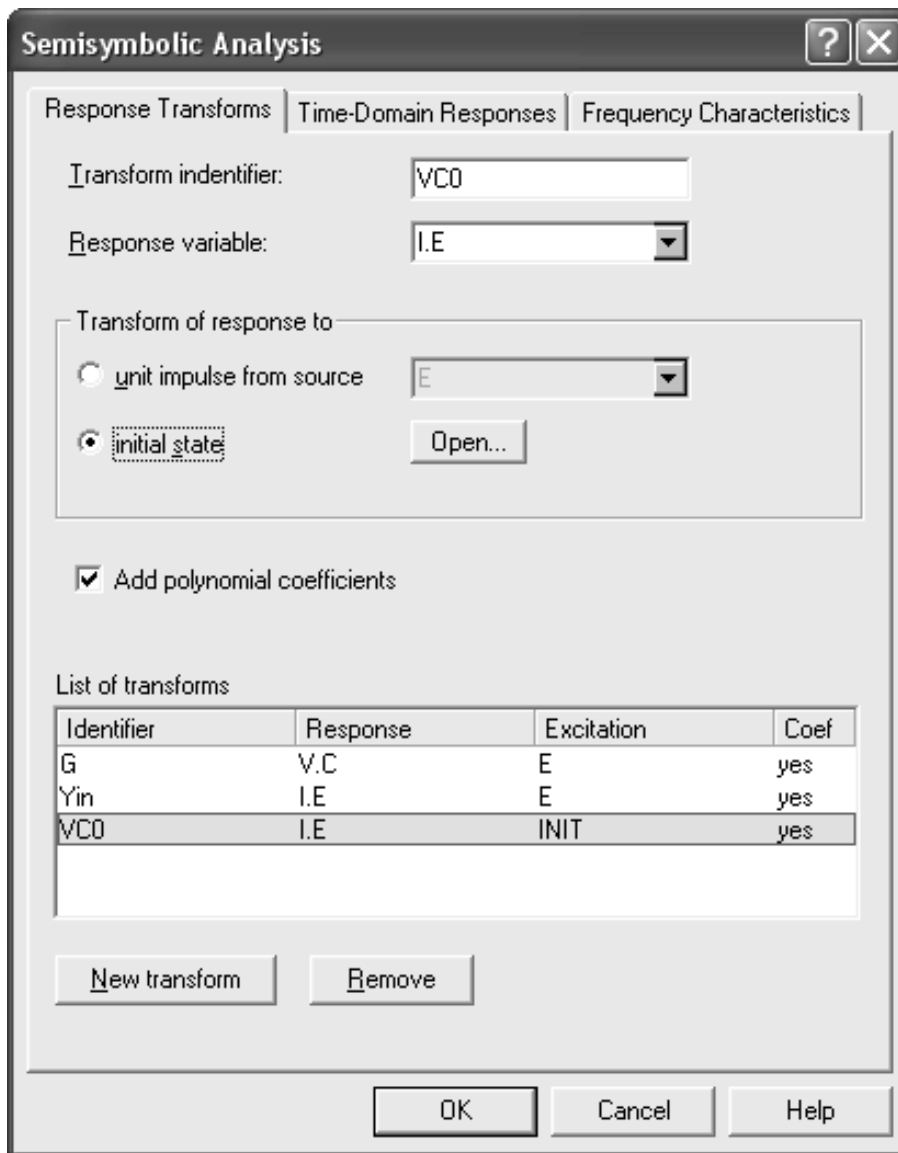 Semisymbolic Analysis
Response Transforms Time-Domain Responses Frequency Characteristics
Transform indentifier: VC0
Response variable: I.E
Transform of response to
unit impulse from source E
initial state Open...
Add polynomial coefficients
List of transforms
Identifier Response Excitation Coef
G V.C E yes
Yin I.E E yes
VC0 I.E INIT yes
New transform Remove
OK Cancel Help